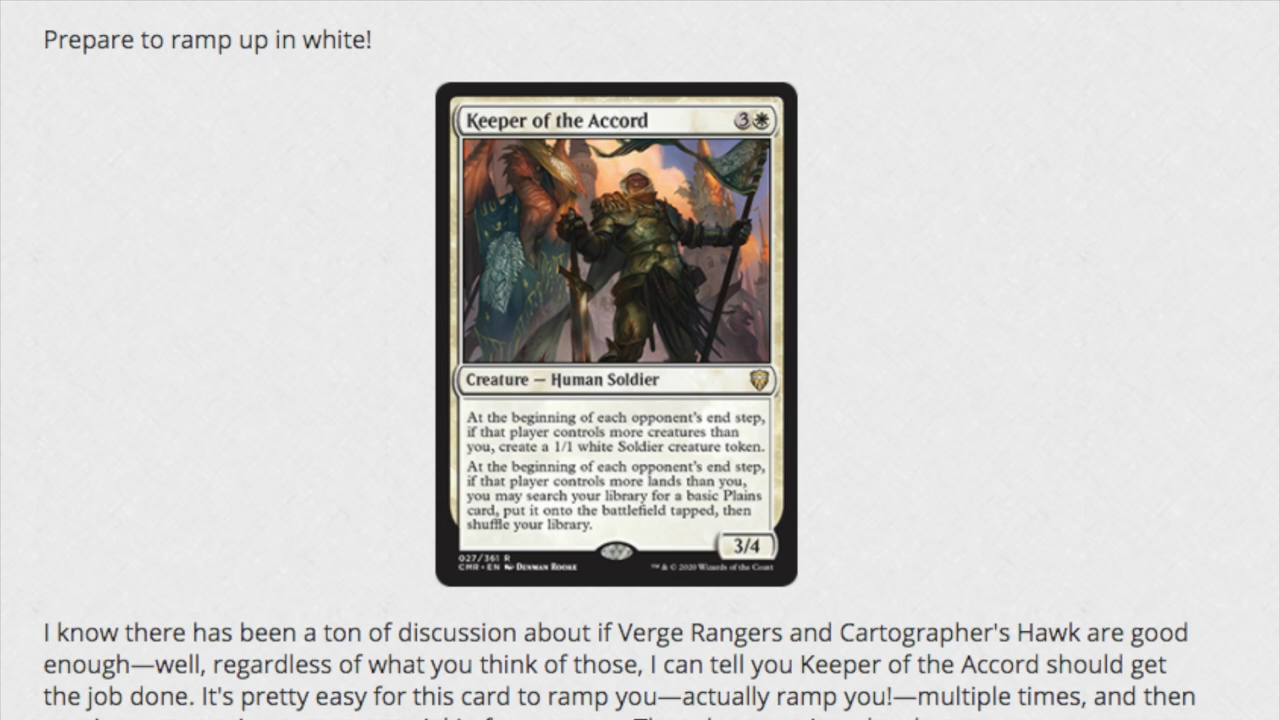 Prepare to ramp up in white!
Keeper of the Accord 3
Creature — Human Soldier
At the beginning of each opponent's end step,
if that player controls more creatures than
you, create a 1/1 white Soldier creature token.
At the beginning of each opponent's end step,
if that player controls more lands than you,
you may search your library for a basic Plains
card, put it onto the battlefield tapped, then
shuffle your library.
3/4
027/361 R
CMR • EN Denman Rooke ™ & © 2020 Wizards of the Coast
I know there has been a ton of discussion about if Verge Rangers and Cartographer's Hawk are good
enough—well, regardless of what you think of those, I can tell you Keeper of the Accord should get
the job done. It's pretty easy for this card to ramp you—actually ramp you!—multiple times, and then